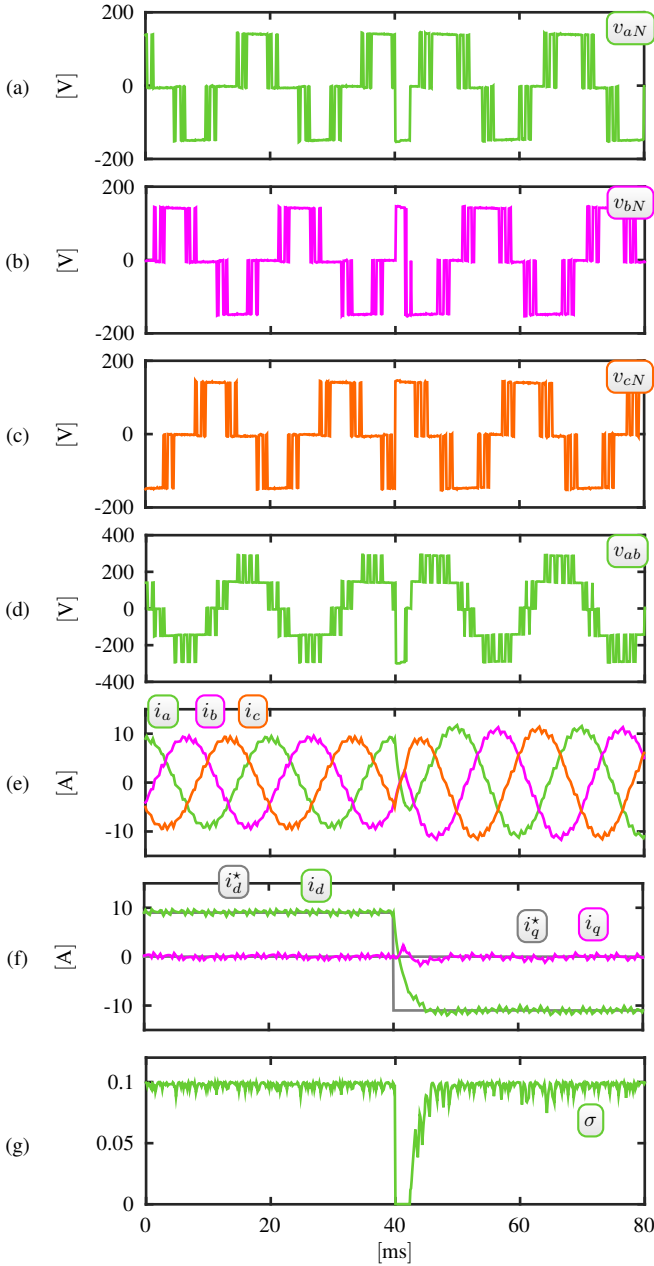 200
v_{aN}
(a)
[V]
0
-200
200
v_{bN}
(b)
[V]
0
-200
200
v_{cN}
(c)
[V]
0
-200
400
v_{ab}
200
(d)
[V]
0
-200
-400
i_a i_b i_c
10
(e)
[A]
0
-10
i_d^⋆ i_d
10
i_q^⋆ i_q
(f)
[A]
0
-10
0.1
σ
(g)
0.05
0
0 20 40 60 80
[ms]